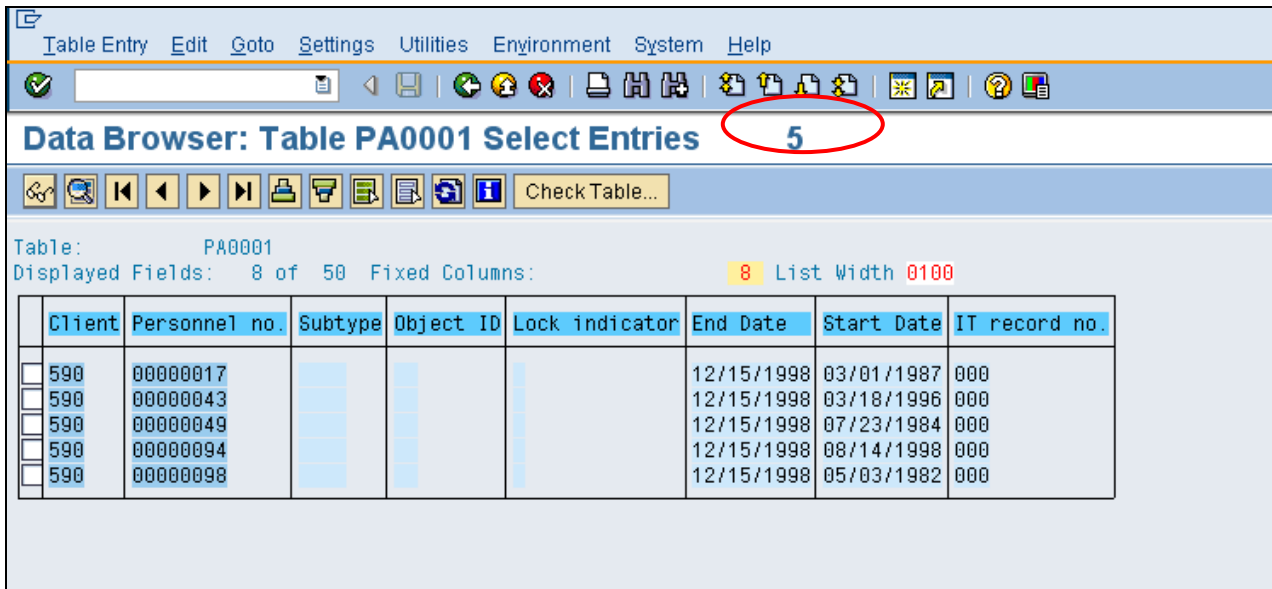 Table Entry Edit Goto Settings Utilities Environment System Help
Data Browser: Table PA0001 Select Entries 5
Check Table...
Table: PA0001
Displayed Fields: 8 of 50 Fixed Columns: 8 List Width 0100
Client Personnel no. Subtype Object ID Lock indicator End Date Start Date IT record no.
590 00000017 12/15/1998 03/01/1987 000
590 00000043 12/15/1998 03/18/1996 000
590 00000049 12/15/1998 07/23/1984 000
590 00000094 12/15/1998 08/14/1998 000
590 00000098 12/15/1998 05/03/1982 000